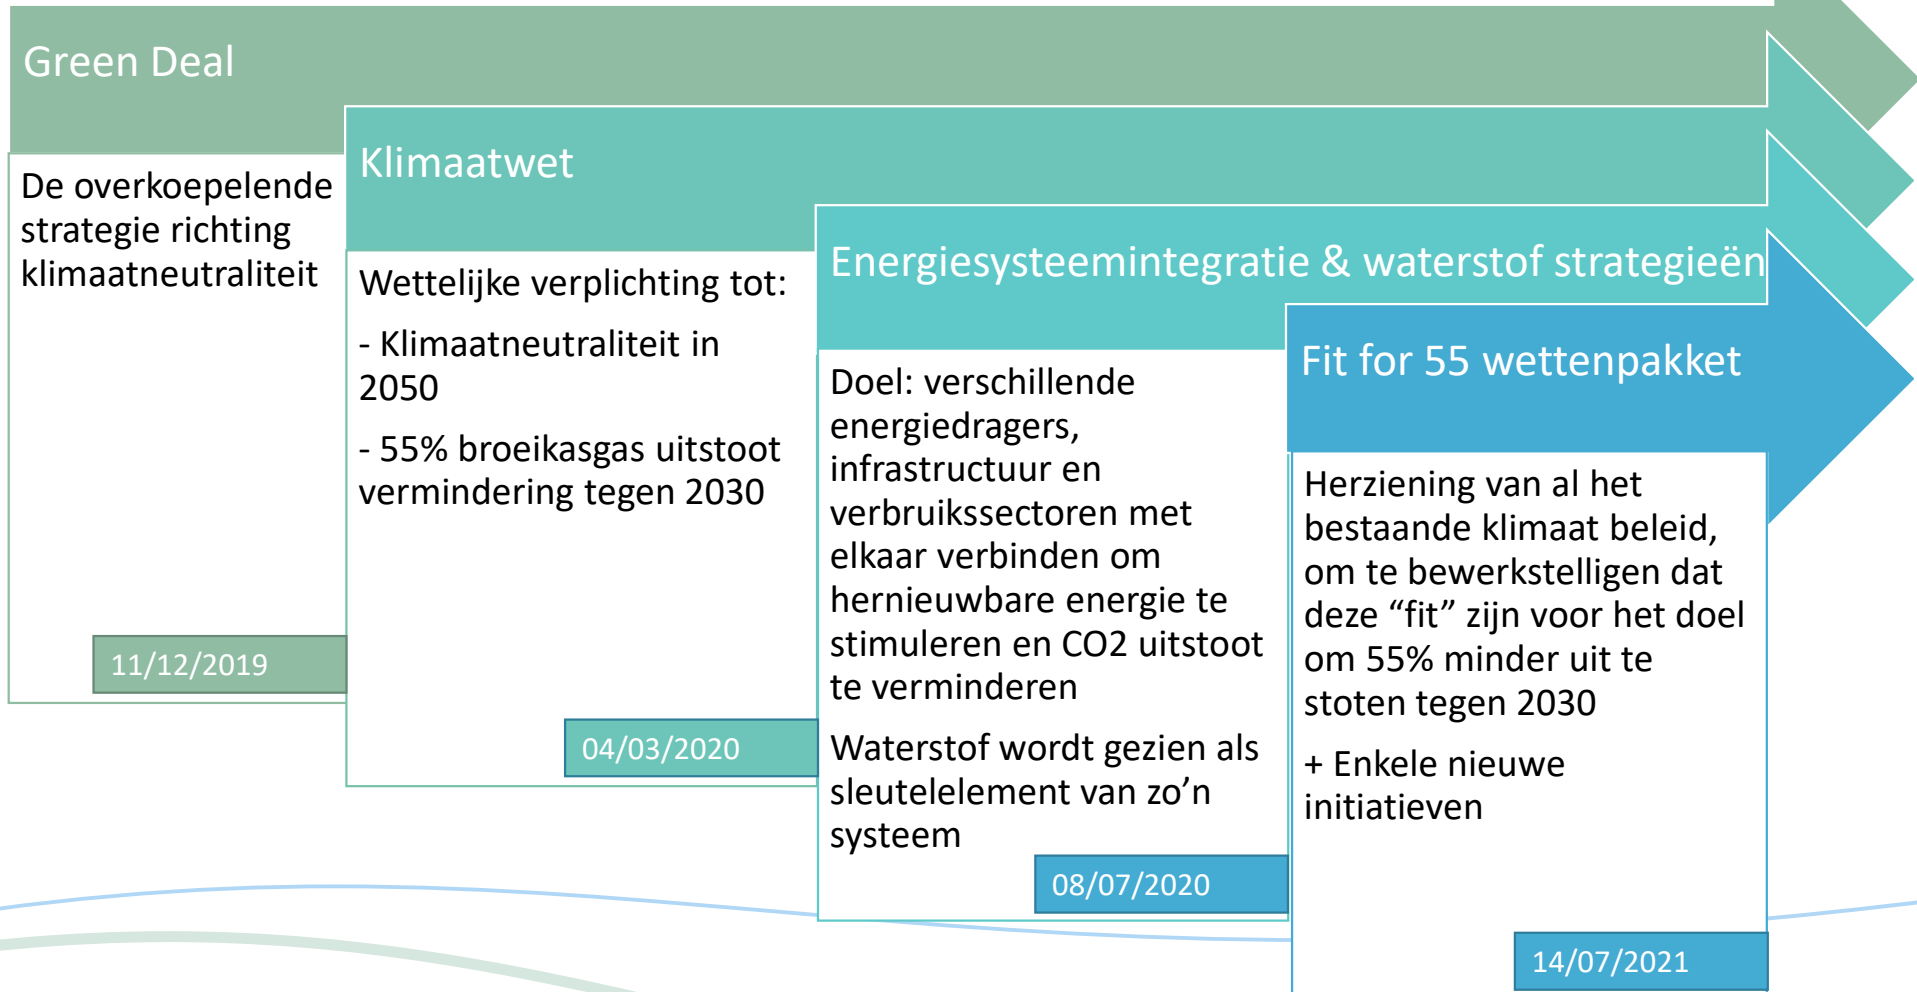 Green Deal
De overkoepelende
strategie richting
klimaatneutraliteit
11/12/2019
Klimaatwet
Wettelijke verplichting tot:
- Klimaatneutraliteit in
2050
- 55% broeikasgas uitstoot
vermindering tegen 2030
04/03/2020
Energiesysteemintegratie & waterstof strategieën
Doel: verschillende
energiedragers,
infrastructuur en
verbruikssectoren met
elkaar verbinden om
hernieuwbare energie te
stimuleren en CO2 uitstoot
te verminderen
Waterstof wordt gezien als
sleutelelement van zo’n
systeem
08/07/2020
Fit for 55 wettenpakket
Herziening van al het
bestaande klimaat beleid,
om te bewerkstelligen dat
deze “fit” zijn voor het doel
om 55% minder uit te
stoten tegen 2030
+ Enkele nieuwe
initiatieven
14/07/2021